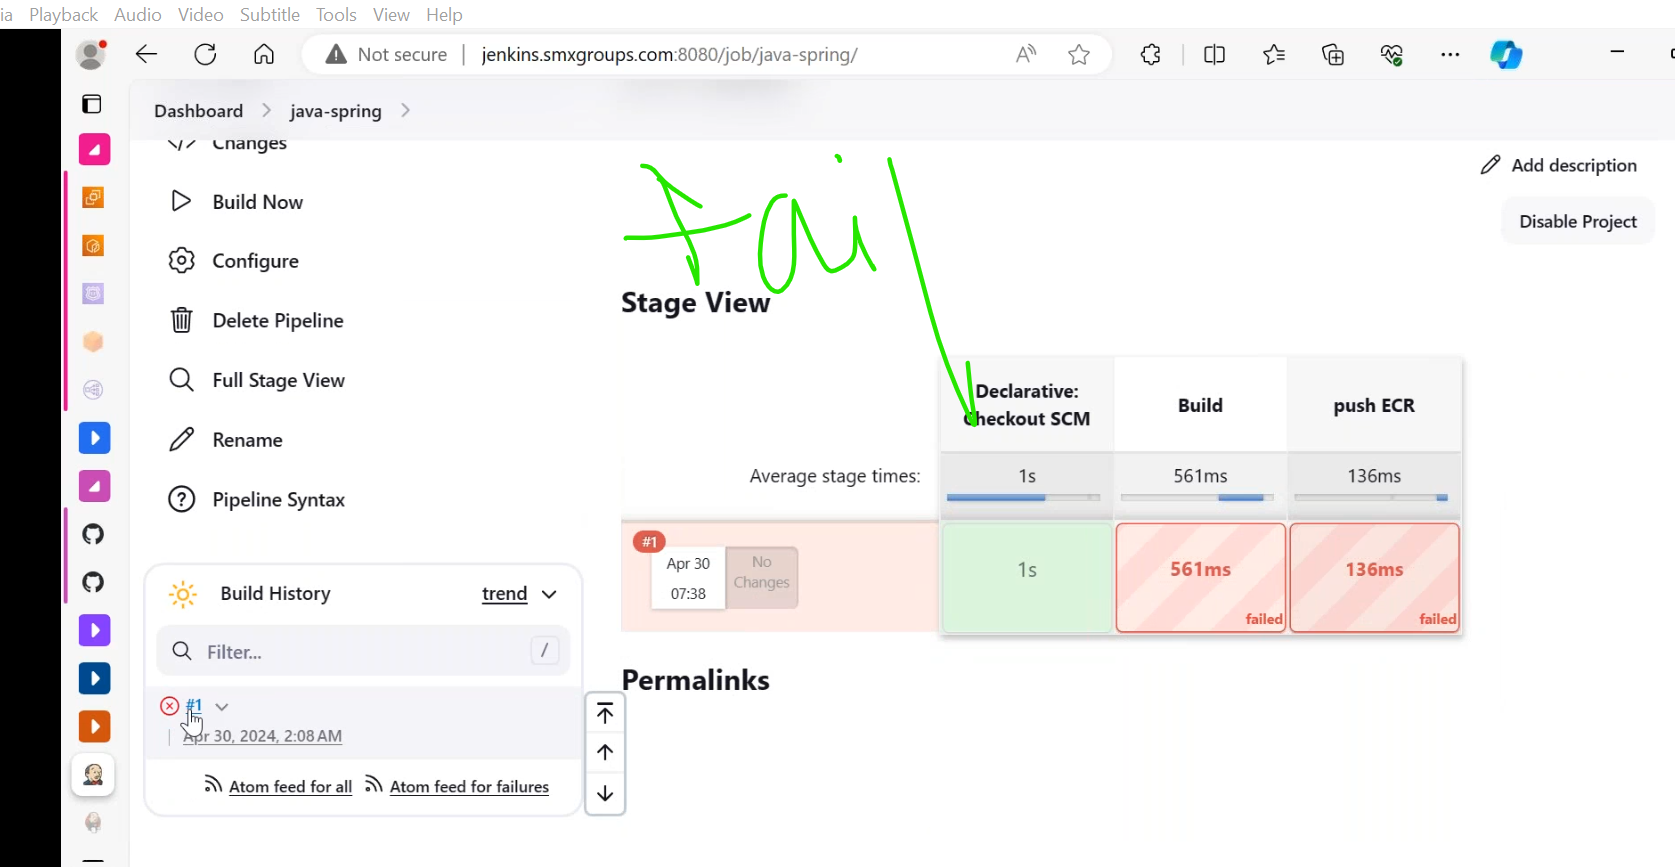 ia Playback Audio Video Subtitle Tools View Help
Not secure | jenkins.smxgroups.com:8080/job/java-spring/
Dashboard > java-spring >
Changes
Add description
Build Now
Disable Project
fail
Configure
Stage View
Delete Pipeline
Full Stage View
Declarative:
Checkout SCM
Build
push ECR
Rename
Average stage times:
1s
561ms
136ms
Pipeline Syntax
#1
Apr 30
07:38
No
Changes
1s
561ms
failed
136ms
failed
Build History
trend
Filter...
/
Permalinks
#1
Apr 30, 2024, 2:08 AM
Atom feed for all
Atom feed for failures